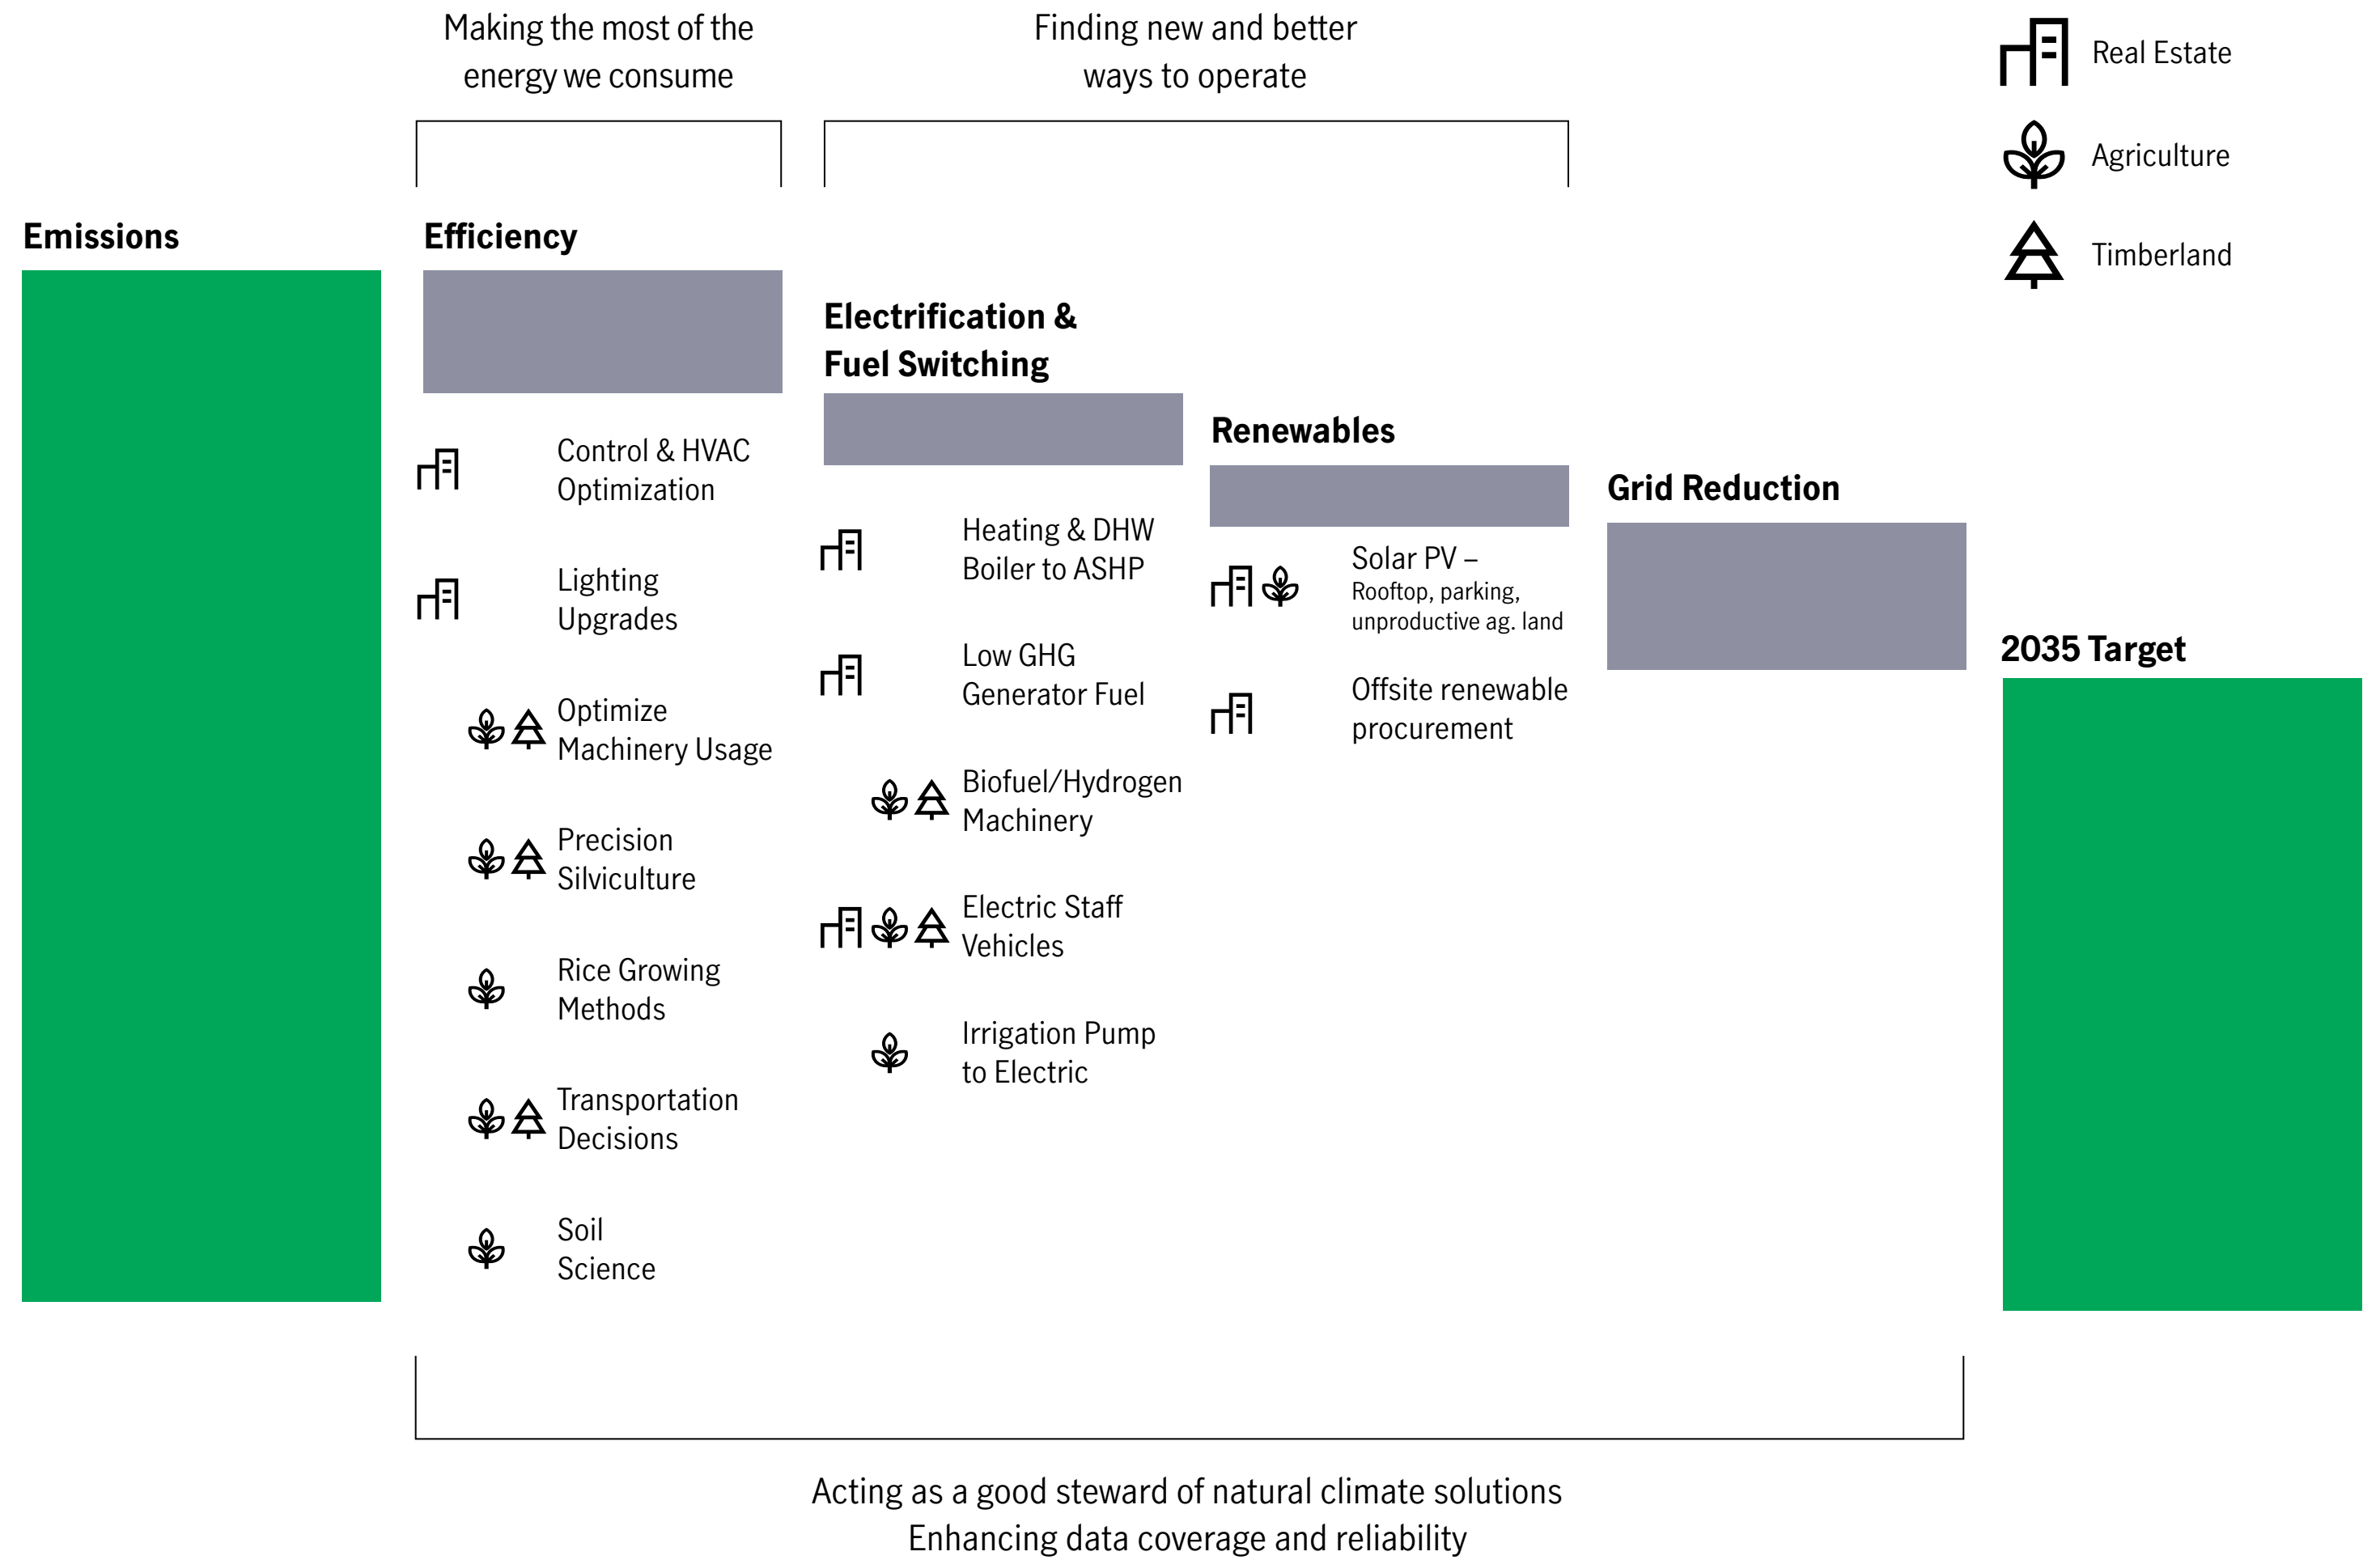 Making the most of the
energy we consume
Finding new and better
ways to operate
Real Estate
Agriculture
Timberland
Emissions
Efficiency
Control & HVAC
Optimization
Lighting
Upgrades
Optimize
Machinery Usage
Precision
Silviculture
Rice Growing
Methods
Transportation
Decisions
Soil
Science
Electrification &
Fuel Switching
Heating & DHW
Boiler to ASHP
Low GHG
Generator Fuel
Biofuel/Hydrogen
Machinery
Electric Staff
Vehicles
Irrigation Pump
to Electric
Renewables
Solar PV –
Rooftop, parking,
unproductive ag. land
Offsite renewable
procurement
Grid Reduction
2035 Target
Acting as a good steward of natural climate solutions
Enhancing data coverage and reliability